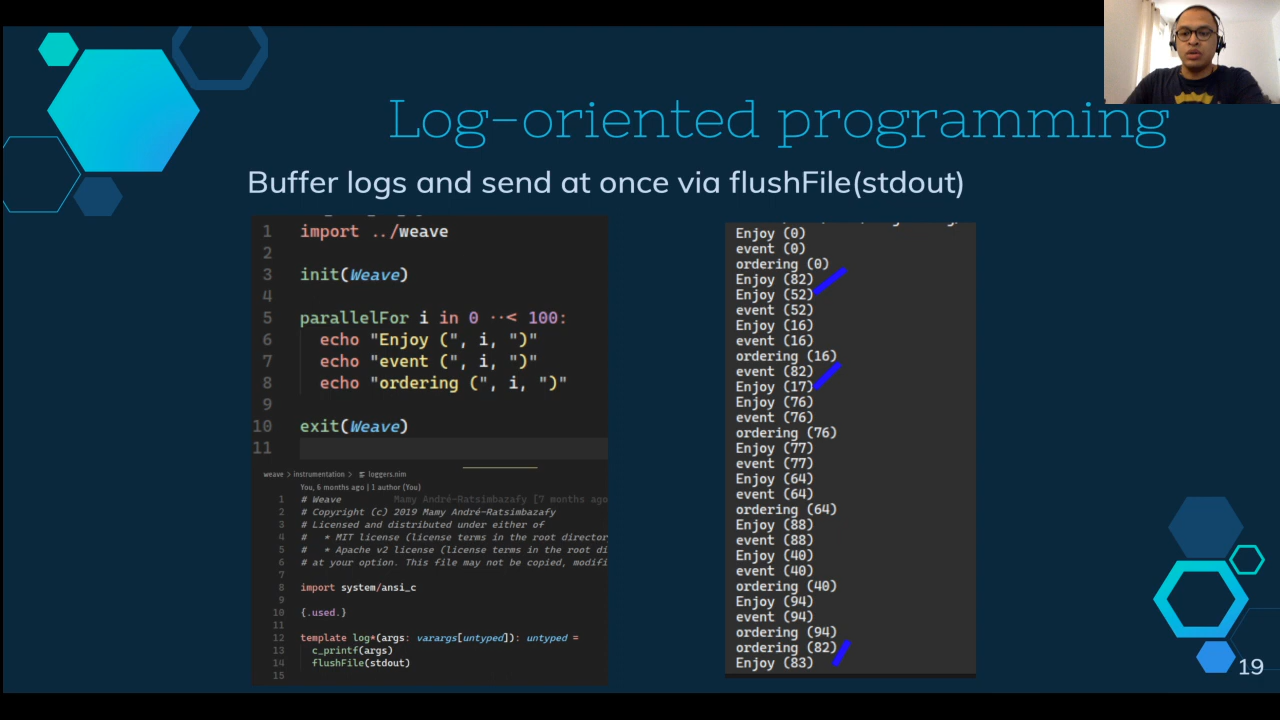 Log-oriented programming
Buffer logs and send at once via flushFile(stdout)
1 import ../weave
2
3 init(Weave)
4
5 parallelFor i in 0 ..< 100:
6 echo "Enjoy (", i, ")"
7 echo "event (", i, ")"
8 echo "ordering (", i, ")"
9
10 exit(Weave)
11
weave > instrumentation > loggers.nim
You, 6 months ago | 1 author (You)
1 # Weave Mamy André-Ratsimbazafy [7 months ago
2 # Copyright (c) 2019 Mamy André-Ratsimbazafy
3 # Licensed and distributed under either of
4 # * MIT license (license terms in the root director
5 # * Apache v2 license (license terms in the root di
6 # at your option. This file may not be copied, modifi
7
8 import system/ansi_c
9
10 {.used.}
11
12 template log*(args: varargs[untyped]): untyped =
13 c_printf(args)
14 flushFile(stdout)
15
Enjoy (0)
event (0)
ordering (0)
Enjoy (82)
Enjoy (52)
event (52)
Enjoy (16)
event (16)
ordering (16)
event (82)
Enjoy (17)
Enjoy (76)
event (76)
ordering (76)
Enjoy (77)
event (77)
Enjoy (64)
event (64)
ordering (64)
Enjoy (88)
event (88)
Enjoy (40)
event (40)
ordering (40)
Enjoy (94)
event (94)
ordering (94)
ordering (82)
Enjoy (83)
19